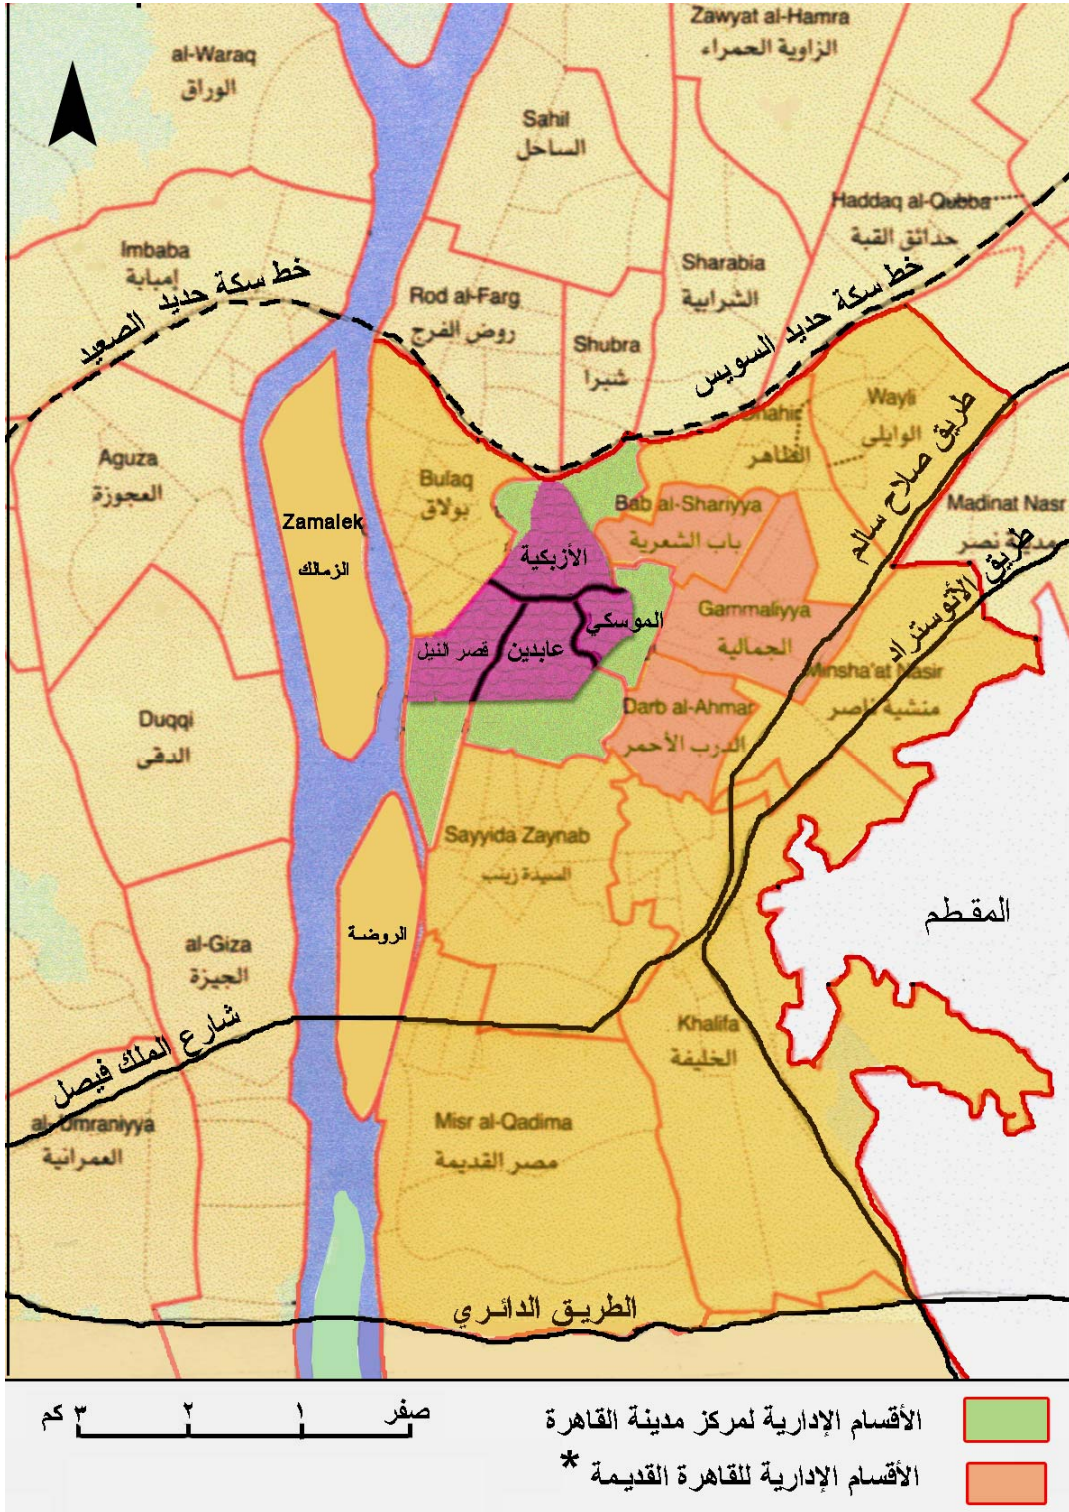 Zawyat al-Hamra
الزاوية الحمراء
al-Waraq
الوراق
Sahil
الساحل
Haddaq al-Qubba
حدائق القبة
Imbaba
إمبابة
خط سكة حديد الصعيد
Rod al-Farg
روض الفرج
Sharabia
الشرابية
خط سكة حديد السويس
Shubra
شبرا
Aguza
العجوزة
Bulaq
بولاق
Dhahir
الظاهر
Wayli
الوايلى
طريق صلاح سالم
Zamalek
الزمالك
Bab al-Shariyya
باب الشعرية
Madinat Nasr
مدينة نصر
طريق الأتوستراد
الأزبكية
الموسكي
عابدين
قصر النيل
Gammaliyya
الجمالية
Minsha'at Nasir
منشية ناصر
Duqqi
الدقى
Darb al-Ahmar
الدرب الأحمر
Sayyida Zaynab
السيدة زينب
المقطم
الروضة
al-Giza
الجيزة
شارع الملك فيصل
Khalifa
الخليفة
al-Umraniyya
العمرانية
Misr al-Qadima
مصر القديمة
الطريق الدائري
صفر ١ ٢ ٣ كم
الأقسام الإدارية لمركز مدينة القاهرة
الأقسام الإدارية للقاهرة القديمة *